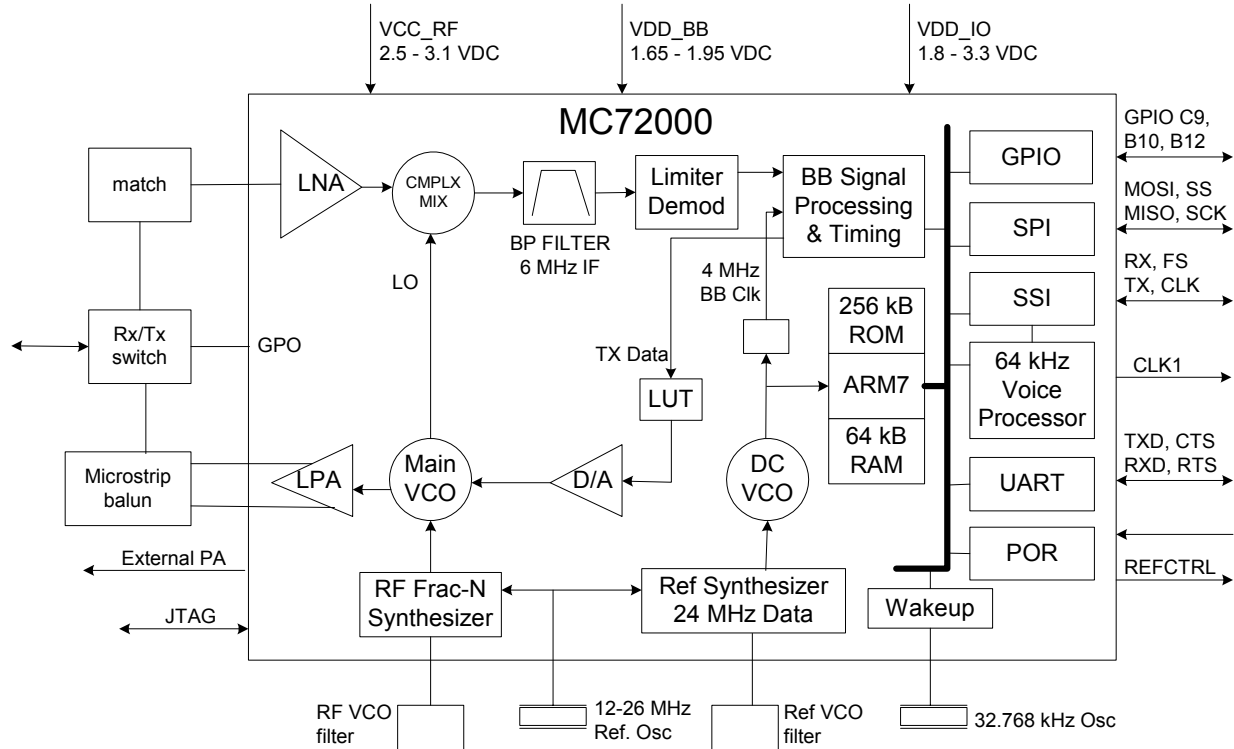 VCC_RF
2.5 - 3.1 VDC
VDD_BB
1.65 - 1.95 VDC
VDD_IO
1.8 - 3.3 VDC
MC72000
match
LNA
CMPLX
MIX
BP FILTER
6 MHz IF
Limiter
Demod
BB Signal
Processing
& Timing
GPIO
GPIO C9,
B10, B12
SPI
MOSI, SS
MISO, SCK
LO
4 MHz
BB Clk
SSI
RX, FS
TX, CLK
Rx/Tx
switch
GPO
TX Data
LUT
256 kB
ROM
ARM7
64 kB
RAM
64 kHz
Voice
Processor
CLK1
Microstrip
balun
LPA
Main
VCO
D/A
DC
VCO
UART
TXD, CTS
RXD, RTS
POR
REFCTRL
External PA
JTAG
RF Frac-N
Synthesizer
Ref Synthesizer
24 MHz Data
Wakeup
RF VCO
filter
12-26 MHz
Ref. Osc
Ref VCO
filter
32.768 kHz Osc